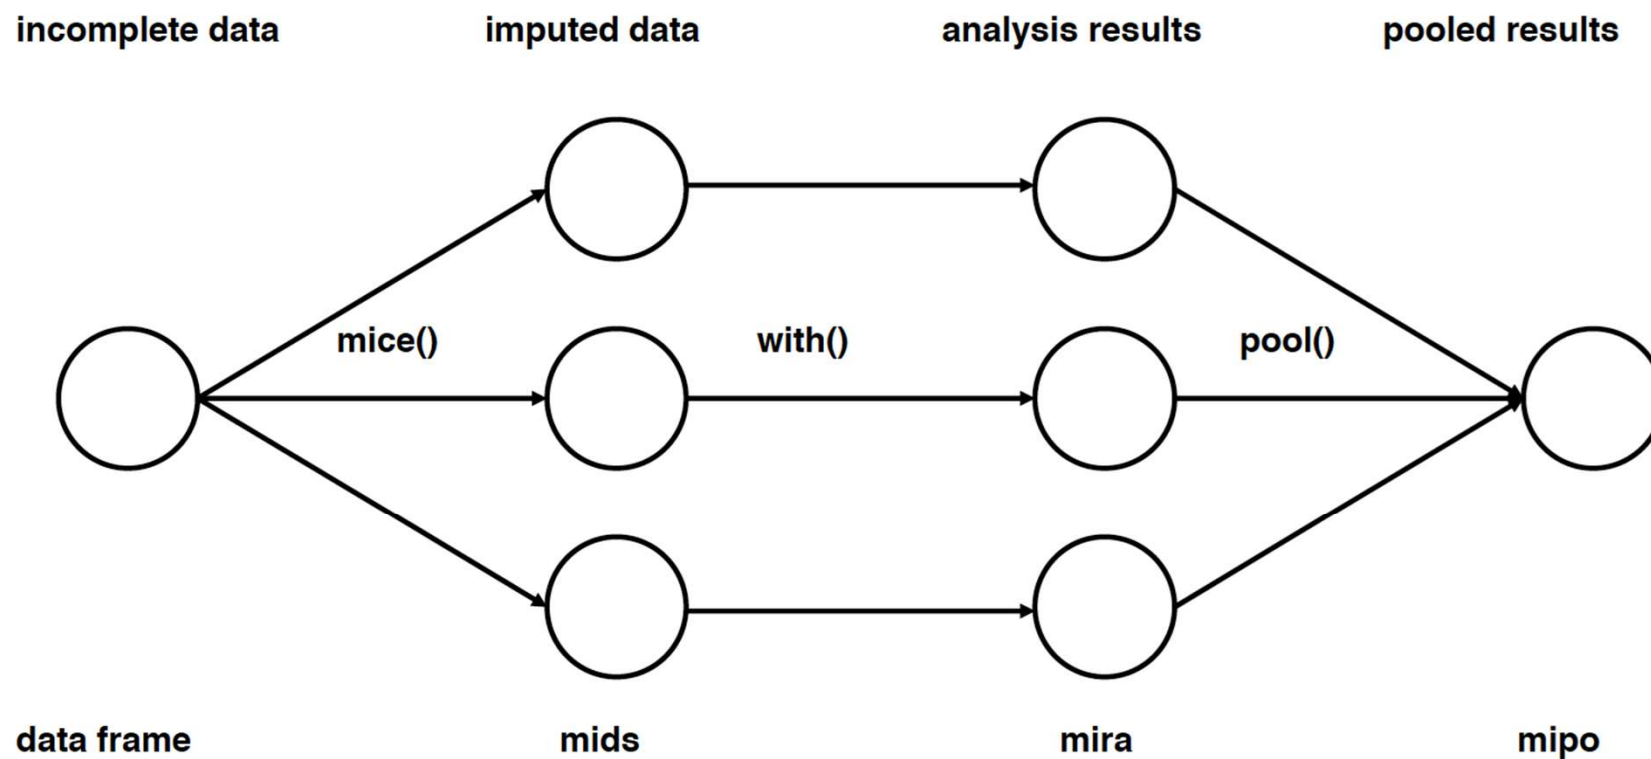 incomplete data imputed data analysis results pooled results
mice() with() pool()
data frame mids mira mipo